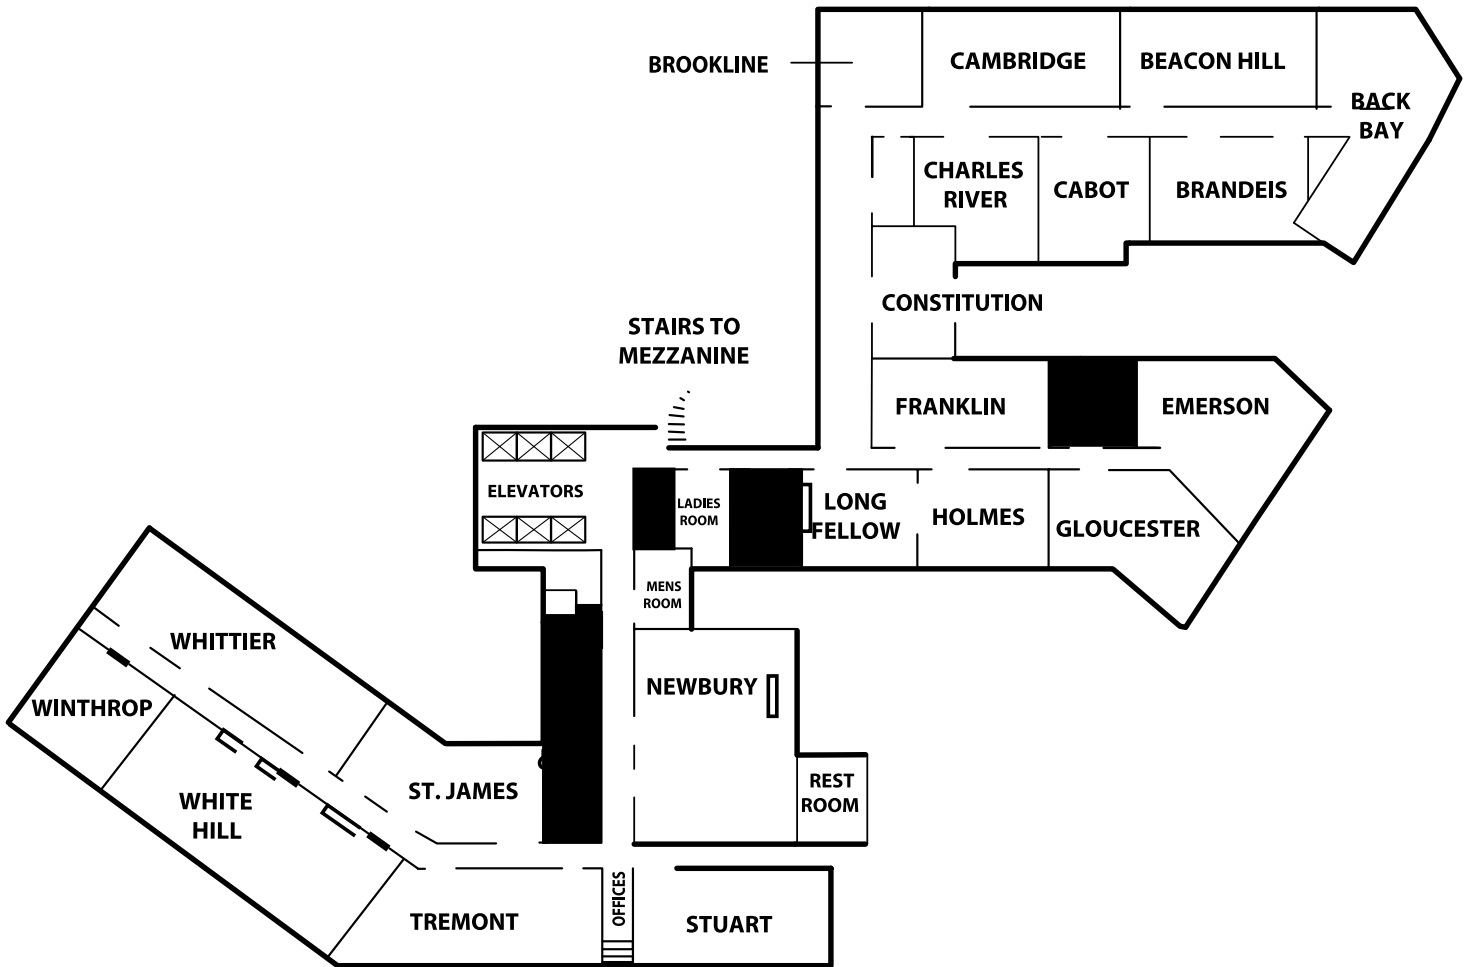 BROOKLINE
CAMBRIDGE
BEACON HILL
BACK
BAY
CHARLES
RIVER
CABOT
BRANDEIS
CONSTITUTION
STAIRS TO
MEZZANINE
FRANKLIN
EMERSON
ELEVATORS
LADIES
ROOM
LONG
FELLOW
HOLMES
GLOUCESTER
MENS
ROOM
WHITTIER
NEWBURY
WINTHROP
ST. JAMES
REST
ROOM
WHITE
HILL
OFFICES
TREMONT
STUART